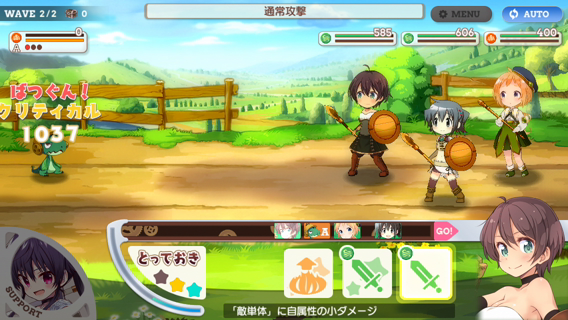 WAVE 2/2 0
通常攻撃
MENU
AUTO
0
A
585
606
400
ばつぐん!
クリティカル
1037
A
GO!
とっておき
SUPPORT
「敵単体」に自属性の小ダメージ